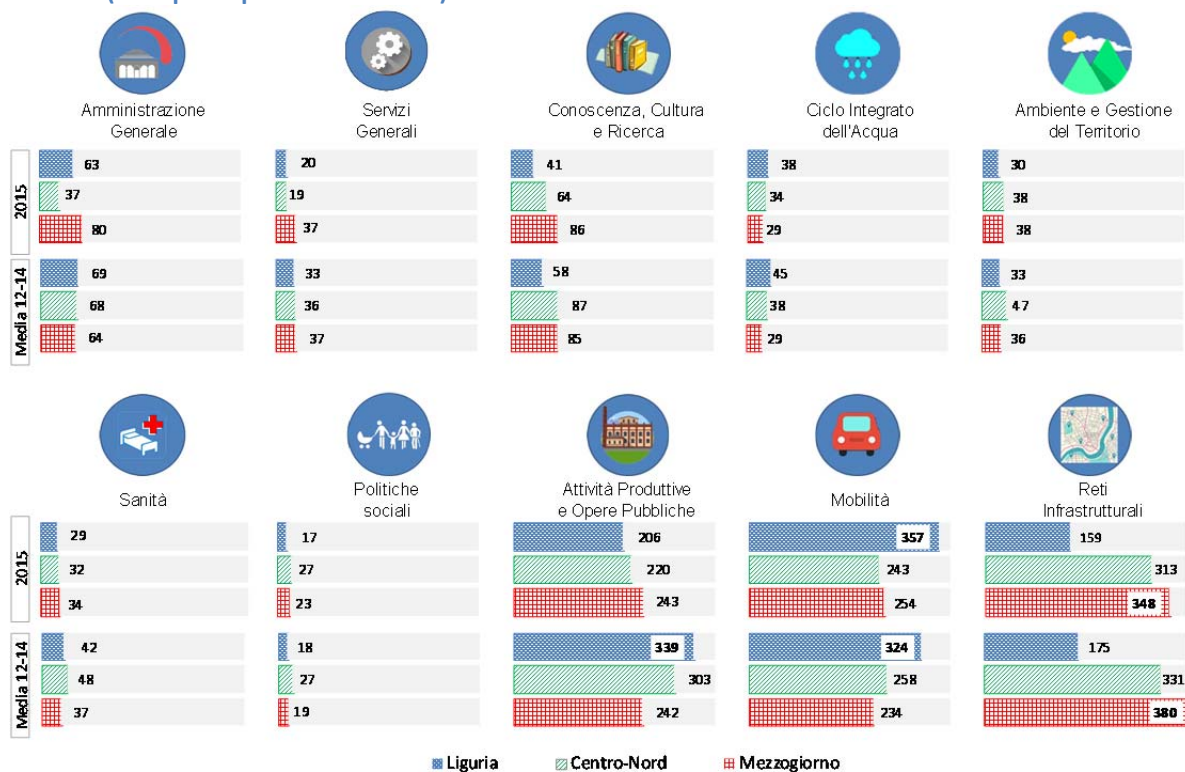 Amministrazione
Generale
Servizi
Generali
Conoscenza, Cultura
e Ricerca
Ciclo Integrato
dell'Acqua
Ambiente e Gestione
del Territorio
2015
63
37
80
20
19
37
41
64
86
38
34
29
30
38
38
Media 12-14
69
68
64
33
36
37
58
87
85
45
38
29
33
47
36
Sanità
Politiche
sociali
Attività Produttive
e Opere Pubbliche
Mobilità
Reti
Infrastrutturali
2015
29
32
34
17
27
23
206
220
243
357
243
254
159
313
348
Media 12-14
42
48
37
18
27
19
339
303
242
324
258
234
175
331
380
Liguria
Centro-Nord
Mezzogiorno